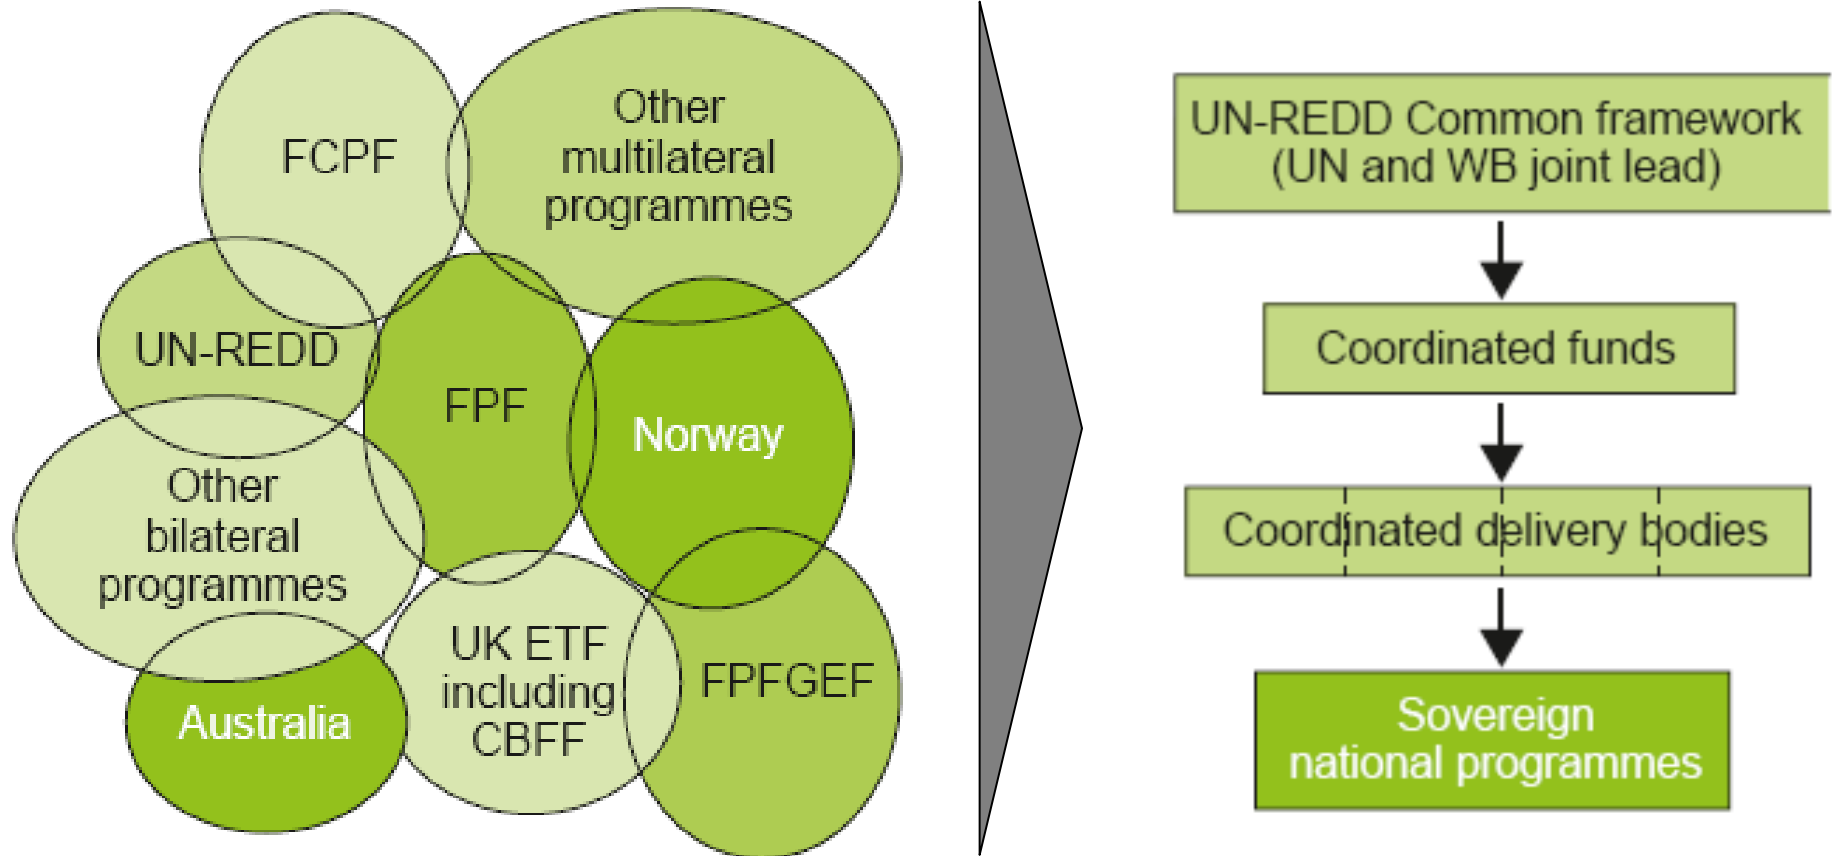 FCPF
Other
multilateral
programmes
UN-REDD
FPF
Norway
Other
bilateral
programmes
UK ETF
including
CBFF
FPFGEF
Australia
UN-REDD Common framework
(UN and WB joint lead)
Coordinated funds
Coordinated delivery bodies
Sovereign
national programmes